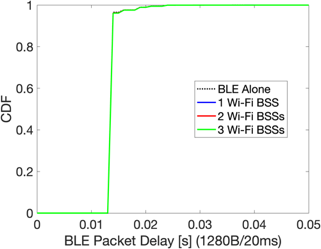 1
0.8
0.6
0.4
0.2
0
CDF
BLE Alone
1 Wi-Fi BSS
2 Wi-Fi BSSs
3 Wi-Fi BSSs
0 0.01 0.02 0.03 0.04 0.05
BLE Packet Delay [s] (1280B/20ms)